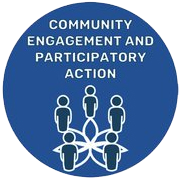 COMMUNITY
ENGAGEMENT AND
PARTICIPATORY
ACTION